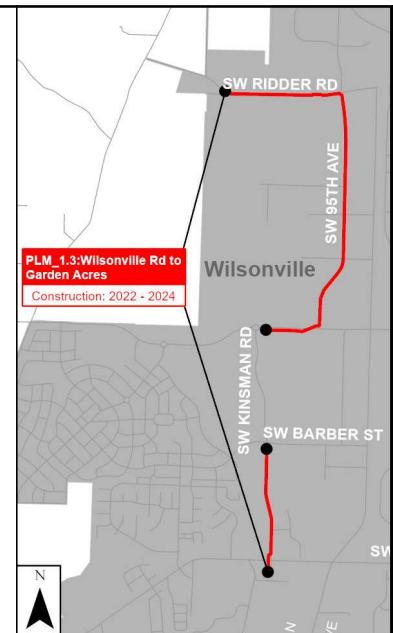 SW RIDDER RD
SW 95TH AVE
PLM_1.3:Wilsonville Rd to
Garden Acres
Construction: 2022 - 2024
Wilsonville
SW KINSMAN RD
SW BARBER ST
SW
N
N
VE